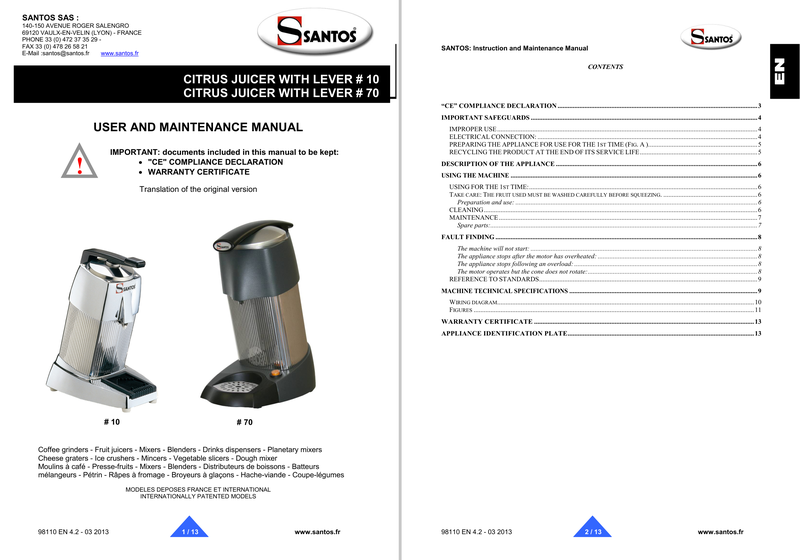 SANTOS SAS :
140-150 AVENUE ROGER SALENGRO
69120 VAULX-EN-VELIN (LYON) - FRANCE
PHONE 33 (0) 472 37 35 29 -
FAX 33 (0) 478 26 58 21
E-Mail :santos@santos.fr www.santos.fr
SANTOS
CITRUS JUICER WITH LEVER # 10
CITRUS JUICER WITH LEVER # 70
USER AND MAINTENANCE MANUAL
!
IMPORTANT: documents included in this manual to be kept:
• "CE" COMPLIANCE DECLARATION
• WARRANTY CERTIFICATE
Translation of the original version
SANTOS
SANTOS
# 10
# 70
Coffee grinders - Fruit juicers - Mixers - Blenders - Drinks dispensers - Planetary mixers
Cheese graters - Ice crushers - Mincers - Vegetable slicers - Dough mixer
Moulins à café - Presse-fruits - Mixers - Blenders - Distributeurs de boissons - Batteurs
mélangeurs - Pétrin - Râpes à fromage - Broyeurs à glaçons - Hache-viande - Coupe-légumes
MODELES DEPOSES FRANCE ET INTERNATIONAL
INTERNATIONALLY PATENTED MODELS
98110 EN 4.2 - 03 2013
1 / 13
www.santos.fr
SANTOS: Instruction and Maintenance Manual
SANTOS
EN
CONTENTS
“CE” COMPLIANCE DECLARATION 3
IMPORTANT SAFEGUARDS 4
IMPROPER USE 4
ELECTRICAL CONNECTION: 4
PREPARING THE APPLIANCE FOR USE FOR THE 1ST TIME (FIG. A) 5
RECYCLING THE PRODUCT AT THE END OF ITS SERVICE LIFE 5
DESCRIPTION OF THE APPLIANCE 6
USING THE MACHINE 6
USING FOR THE 1ST TIME: 6
TAKE CARE: THE FRUIT USED MUST BE WASHED CAREFULLY BEFORE SQUEEZING. 6
Preparation and use: 6
CLEANING 6
MAINTENANCE 7
Spare parts: 7
FAULT FINDING 8
The machine will not start: 8
The appliance stops after the motor has overheated: 8
The appliance stops following an overload: 8
The motor operates but the cone does not rotate: 8
REFERENCE TO STANDARDS 9
MACHINE TECHNICAL SPECIFICATIONS 9
WIRING DIAGRAM 10
FIGURES 11
WARRANTY CERTIFICATE 13
APPLIANCE IDENTIFICATION PLATE 13
98110 EN 4.2 - 03 2013
2 / 13
www.santos.fr